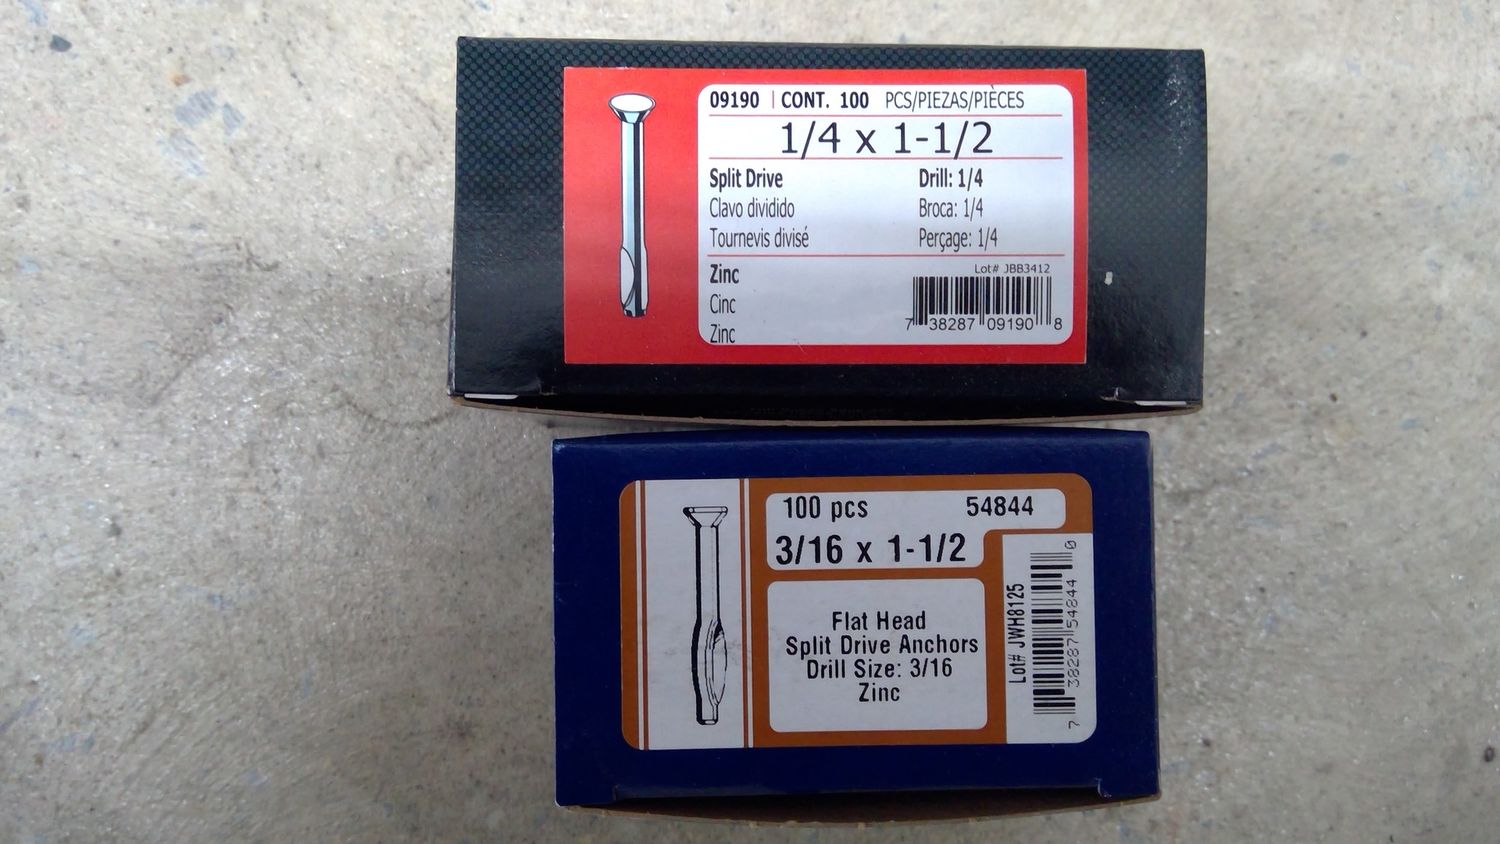 09190 | CONT. 100 PCS/PIEZAS/PIÈCES
1/4 x 1-1/2
Split Drive Drill: 1/4
Clavo dividido Broca: 1/4
Tournevis divisé Perçage: 1/4
Zinc
Cinc
Zinc
Lot# JBB3412
7 38287 09190 8
100 pcs 54844
3/16 x 1-1/2
Flat Head
Split Drive Anchors
Drill Size: 3/16
Zinc
Lot# JWH8125
7 38287 54844 0